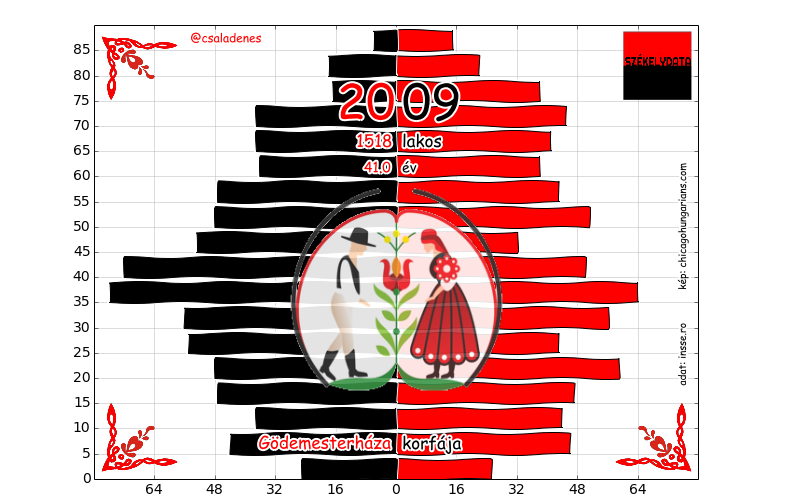 @csaladenes
SZÉKELYDATA
2009
1518 lakos
41,0 év
kép: chicagohungarians.com
adat: insse.ro
Gödemesterháza korfája
85
80
75
70
65
60
55
50
45
40
35
30
25
20
15
10
5
0
64 48 32 16 0 16 32 48 64